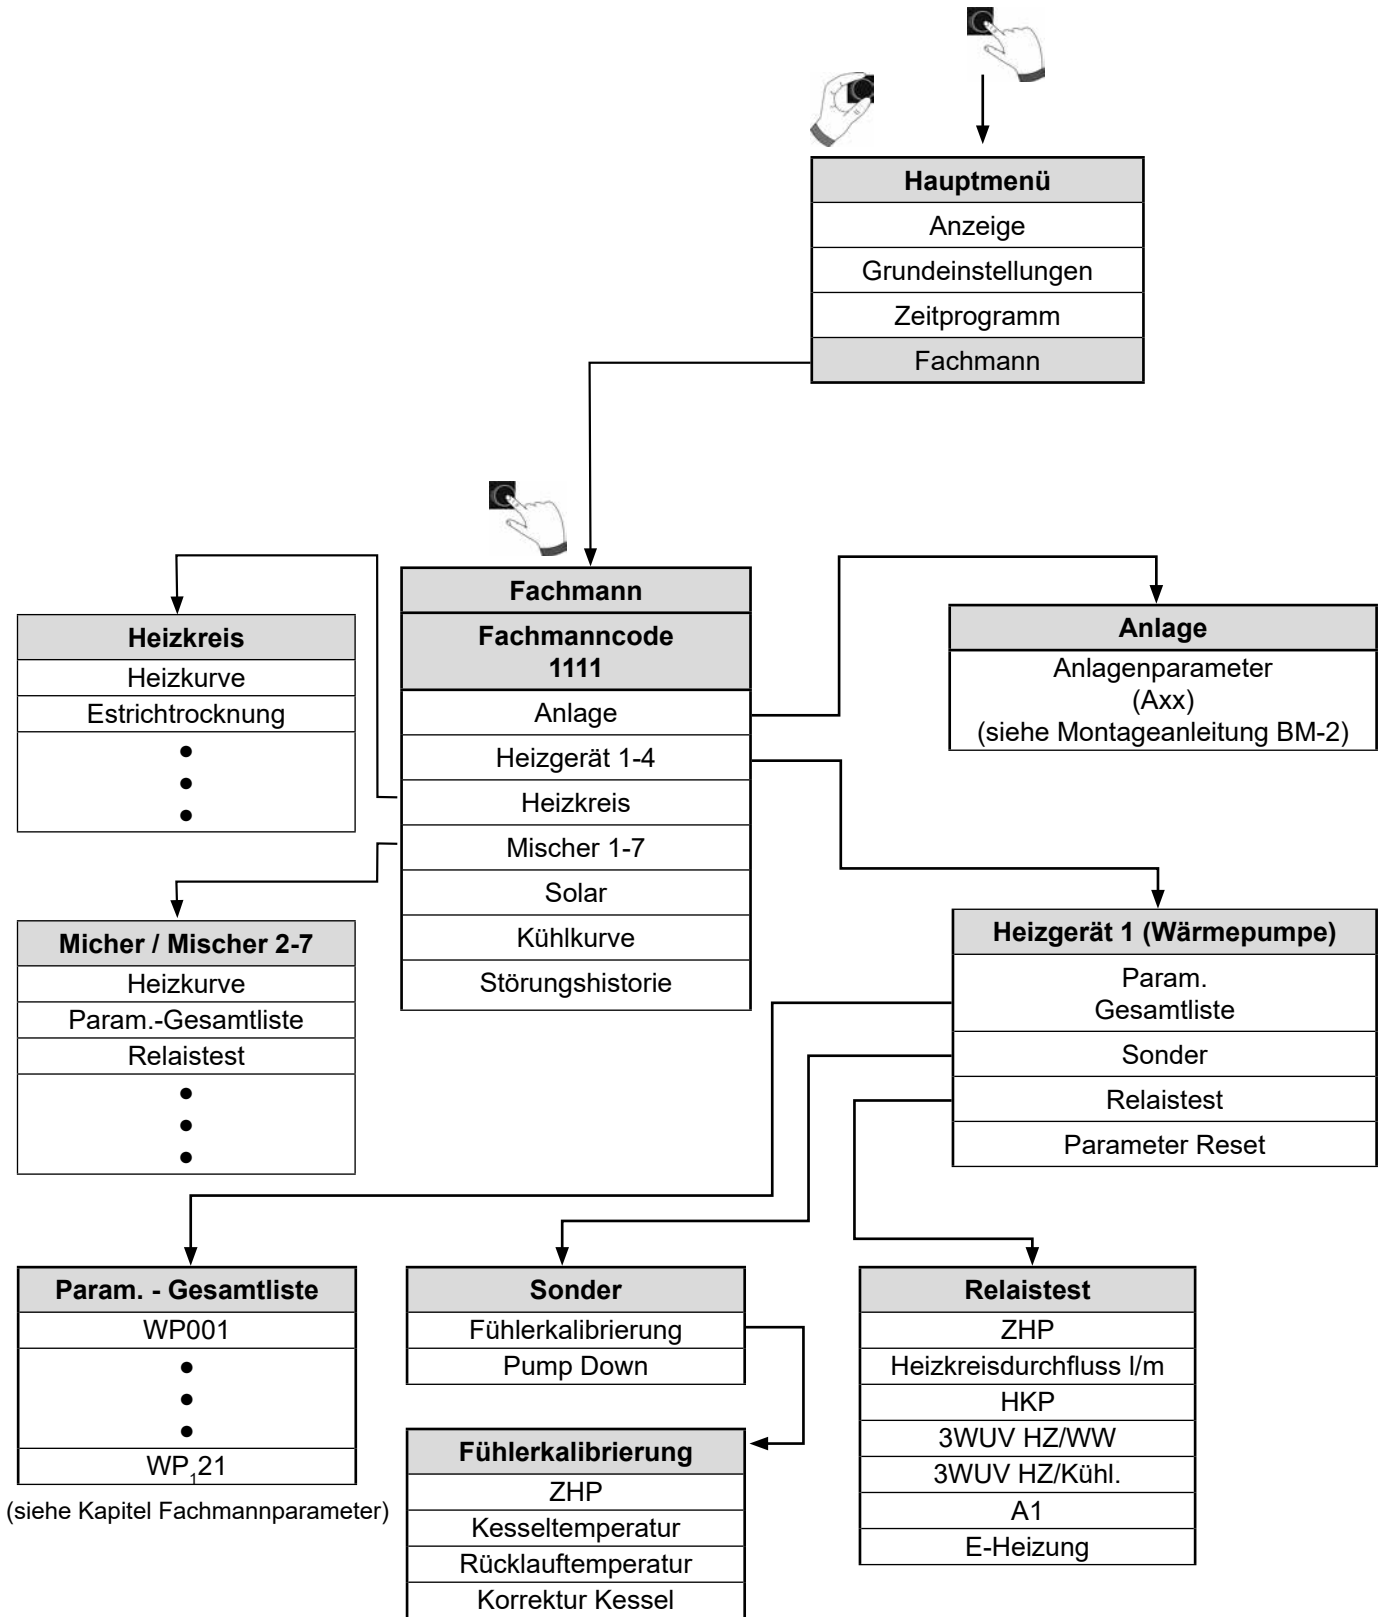 Hauptmenü
Anzeige
Grundeinstellungen
Zeitprogramm
Fachmann
Fachmann
Fachmanncode
1111
Anlage
Heizgerät 1-4
Heizkreis
Mischer 1-7
Solar
Kühlkurve
Störungshistorie
Heizkreis
Heizkurve
Estrichtrocknung
•
•
•
Anlage
Anlagenparameter
(Axx)
(siehe Montageanleitung BM-2)
Micher / Mischer 2-7
Heizkurve
Param.-Gesamtliste
Relaistest
•
•
•
Heizgerät 1 (Wärmepumpe)
Param.
Gesamtliste
Sonder
Relaistest
Parameter Reset
Param. - Gesamtliste
WP001
•
•
•
WP₁21
(siehe Kapitel Fachmannparameter)
Sonder
Fühlerkalibrierung
Pump Down
Fühlerkalibrierung
ZHP
Kesseltemperatur
Rücklauftemperatur
Korrektur Kessel
Relaistest
ZHP
Heizkreisdurchfluss l/m
HKP
3WUV HZ/WW
3WUV HZ/Kühl.
A1
E-Heizung